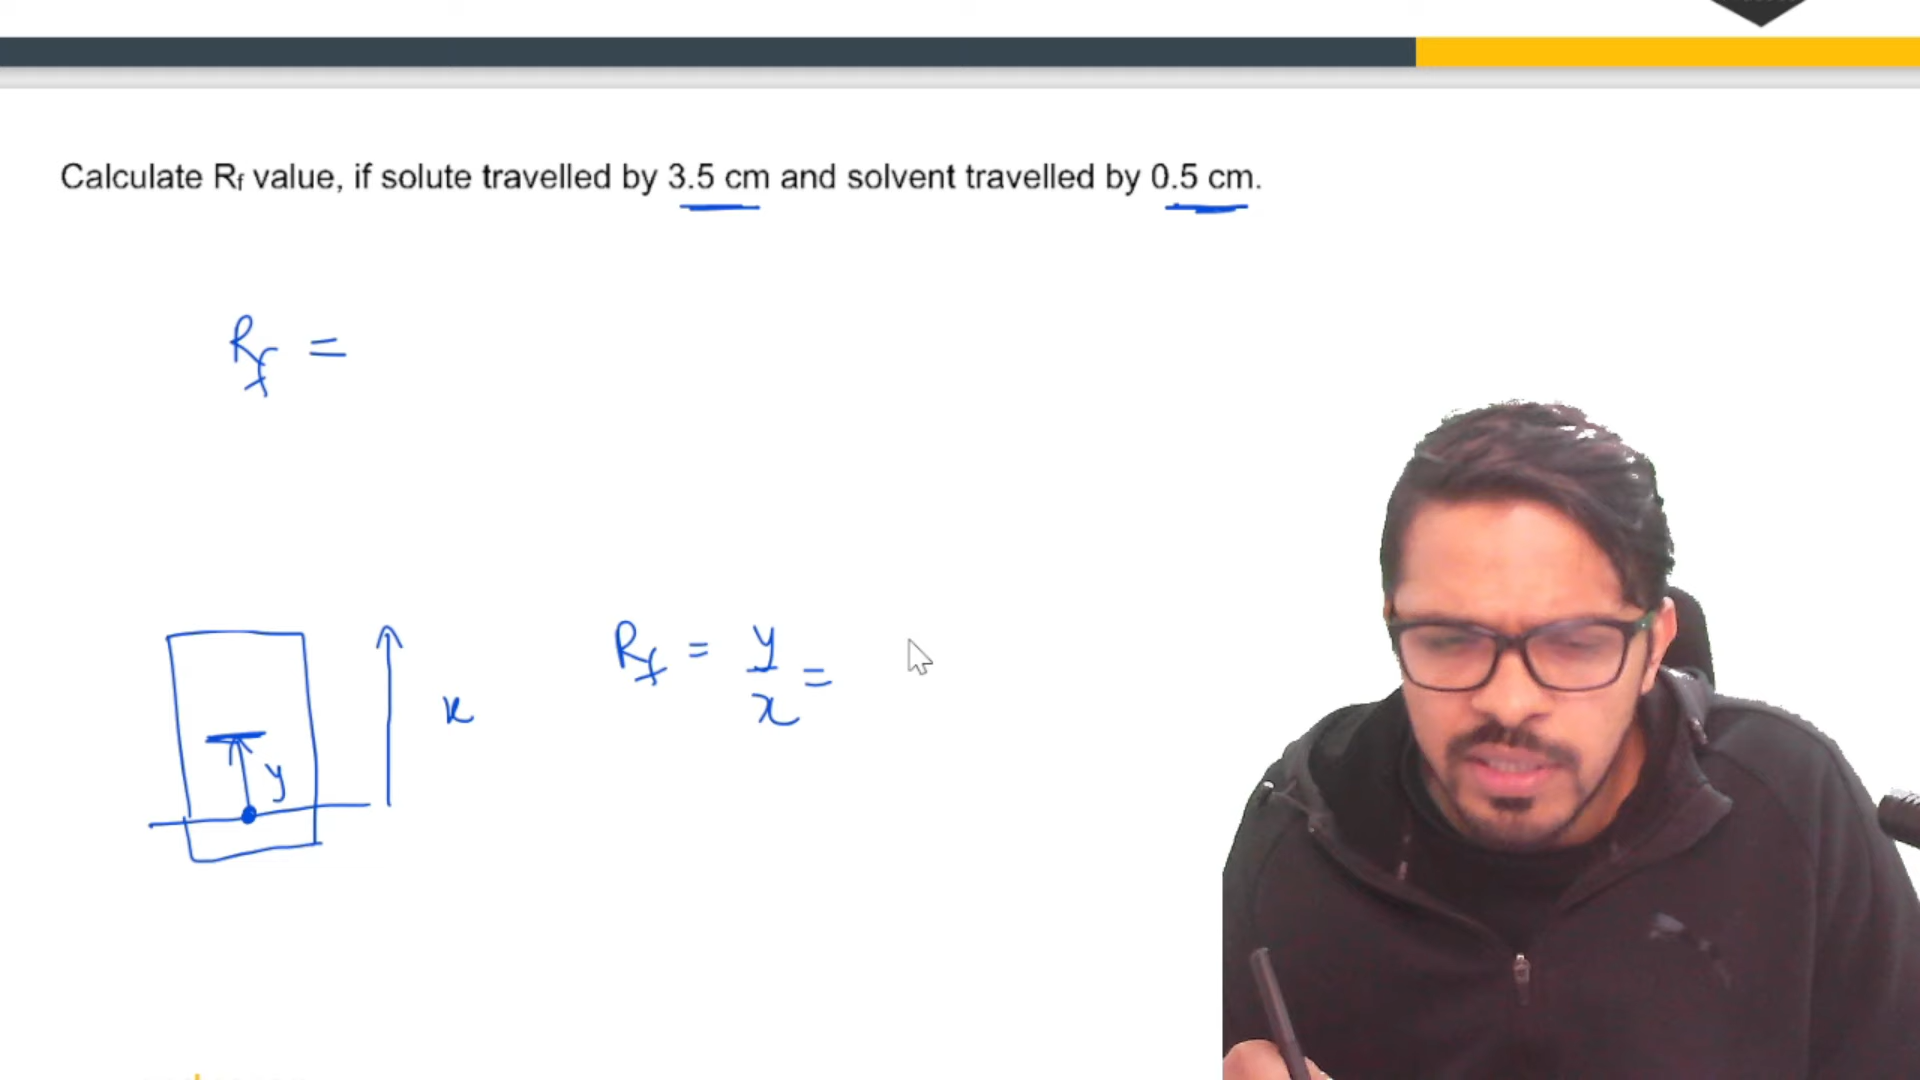 Calculate Rf value, if solute travelled by 3.5 cm and solvent travelled by 0.5 cm.
Rf =
Rf = y/x =
x
y